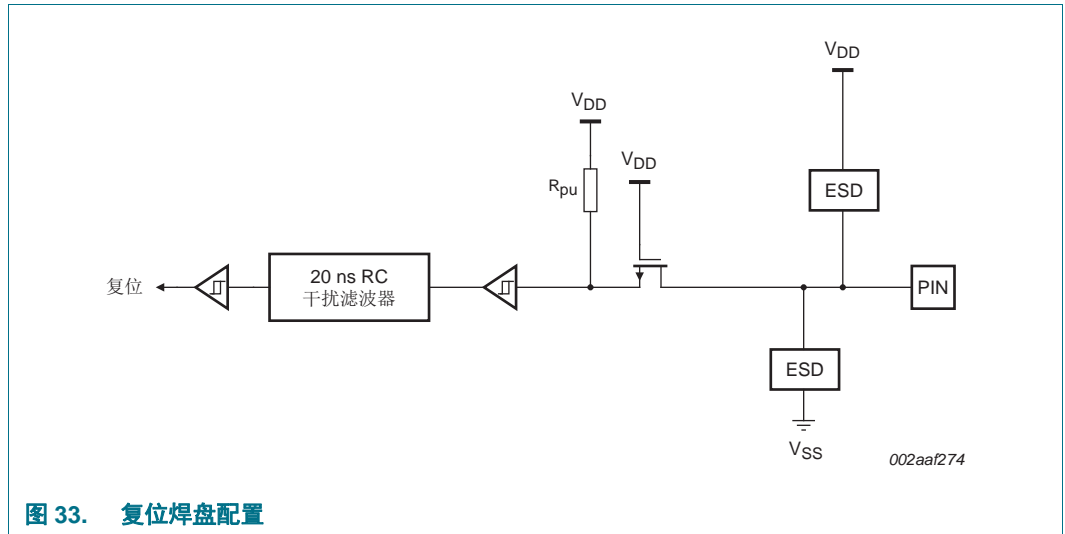 VDD
VDD
VDD
Rpu
ESD
复位
20 ns RC
干扰滤波器
PIN
ESD
VSS
002aaf274
图 33. 复位焊盘配置